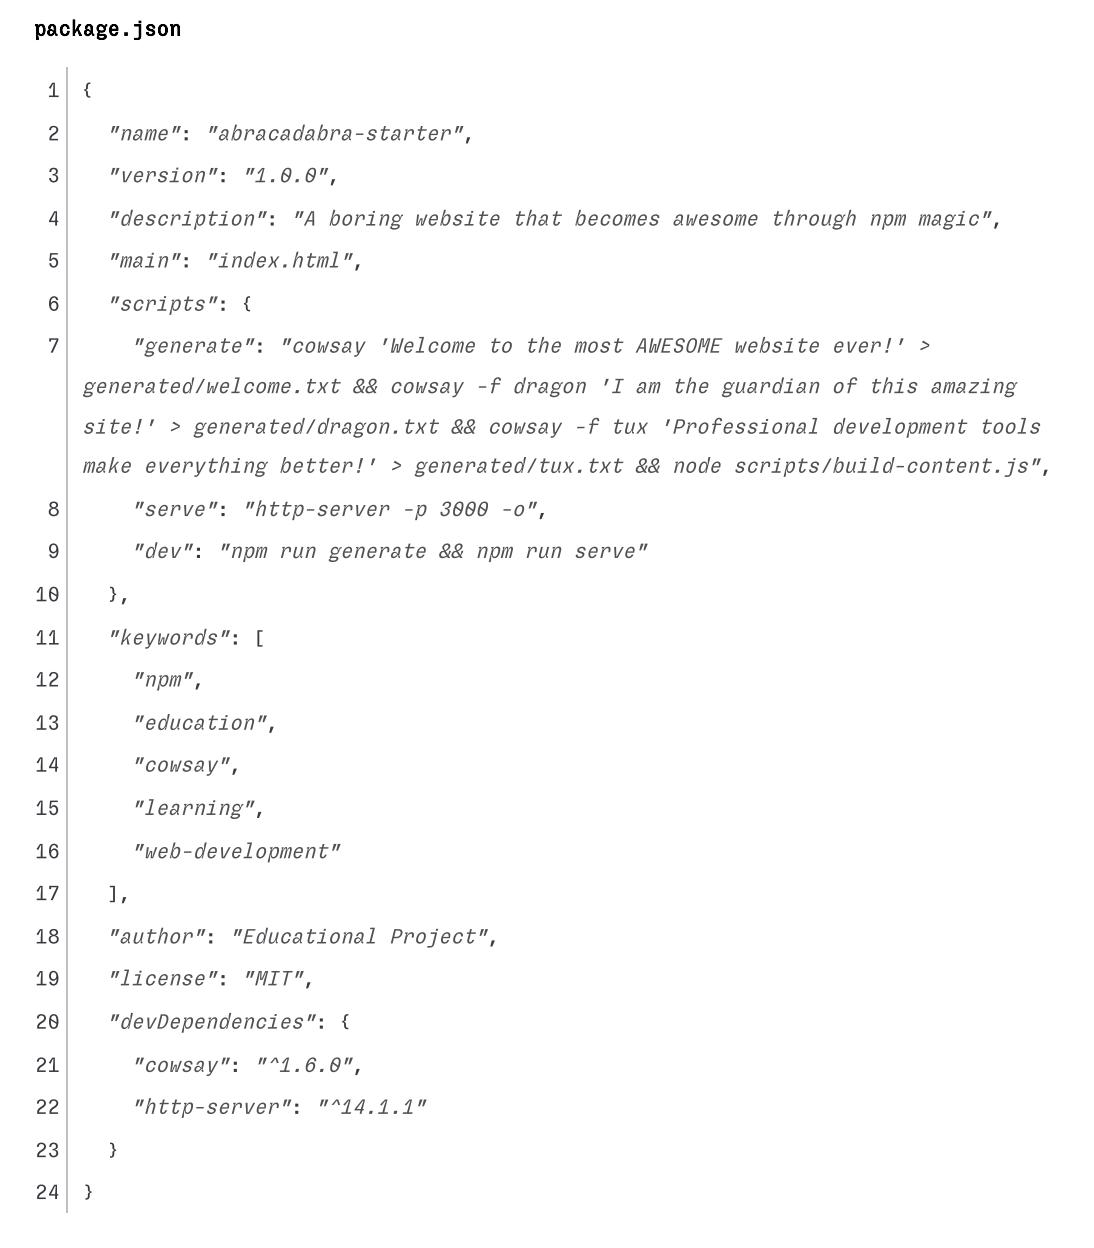 package.json
1 {
2 "name": "abracadabra-starter",
3 "version": "1.0.0",
4 "description": "A boring website that becomes awesome through npm magic",
5 "main": "index.html",
6 "scripts": {
7 "generate": "cowsay 'Welcome to the most AWESOME website ever!' >
generated/welcome.txt && cowsay -f dragon 'I am the guardian of this amazing
site!' > generated/dragon.txt && cowsay -f tux 'Professional development tools
make everything better!' > generated/tux.txt && node scripts/build-content.js",
8 "serve": "http-server -p 3000 -o",
9 "dev": "npm run generate && npm run serve"
10 },
11 "keywords": [
12 "npm",
13 "education",
14 "cowsay",
15 "learning",
16 "web-development"
17 ],
18 "author": "Educational Project",
19 "license": "MIT",
20 "devDependencies": {
21 "cowsay": "^1.6.0",
22 "http-server": "^14.1.1"
23 }
24 }